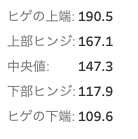 ヒゲの上端: 190.5
上部ヒンジ: 167.1
中央値: 147.3
下部ヒンジ: 117.9
ヒゲの下端: 109.6